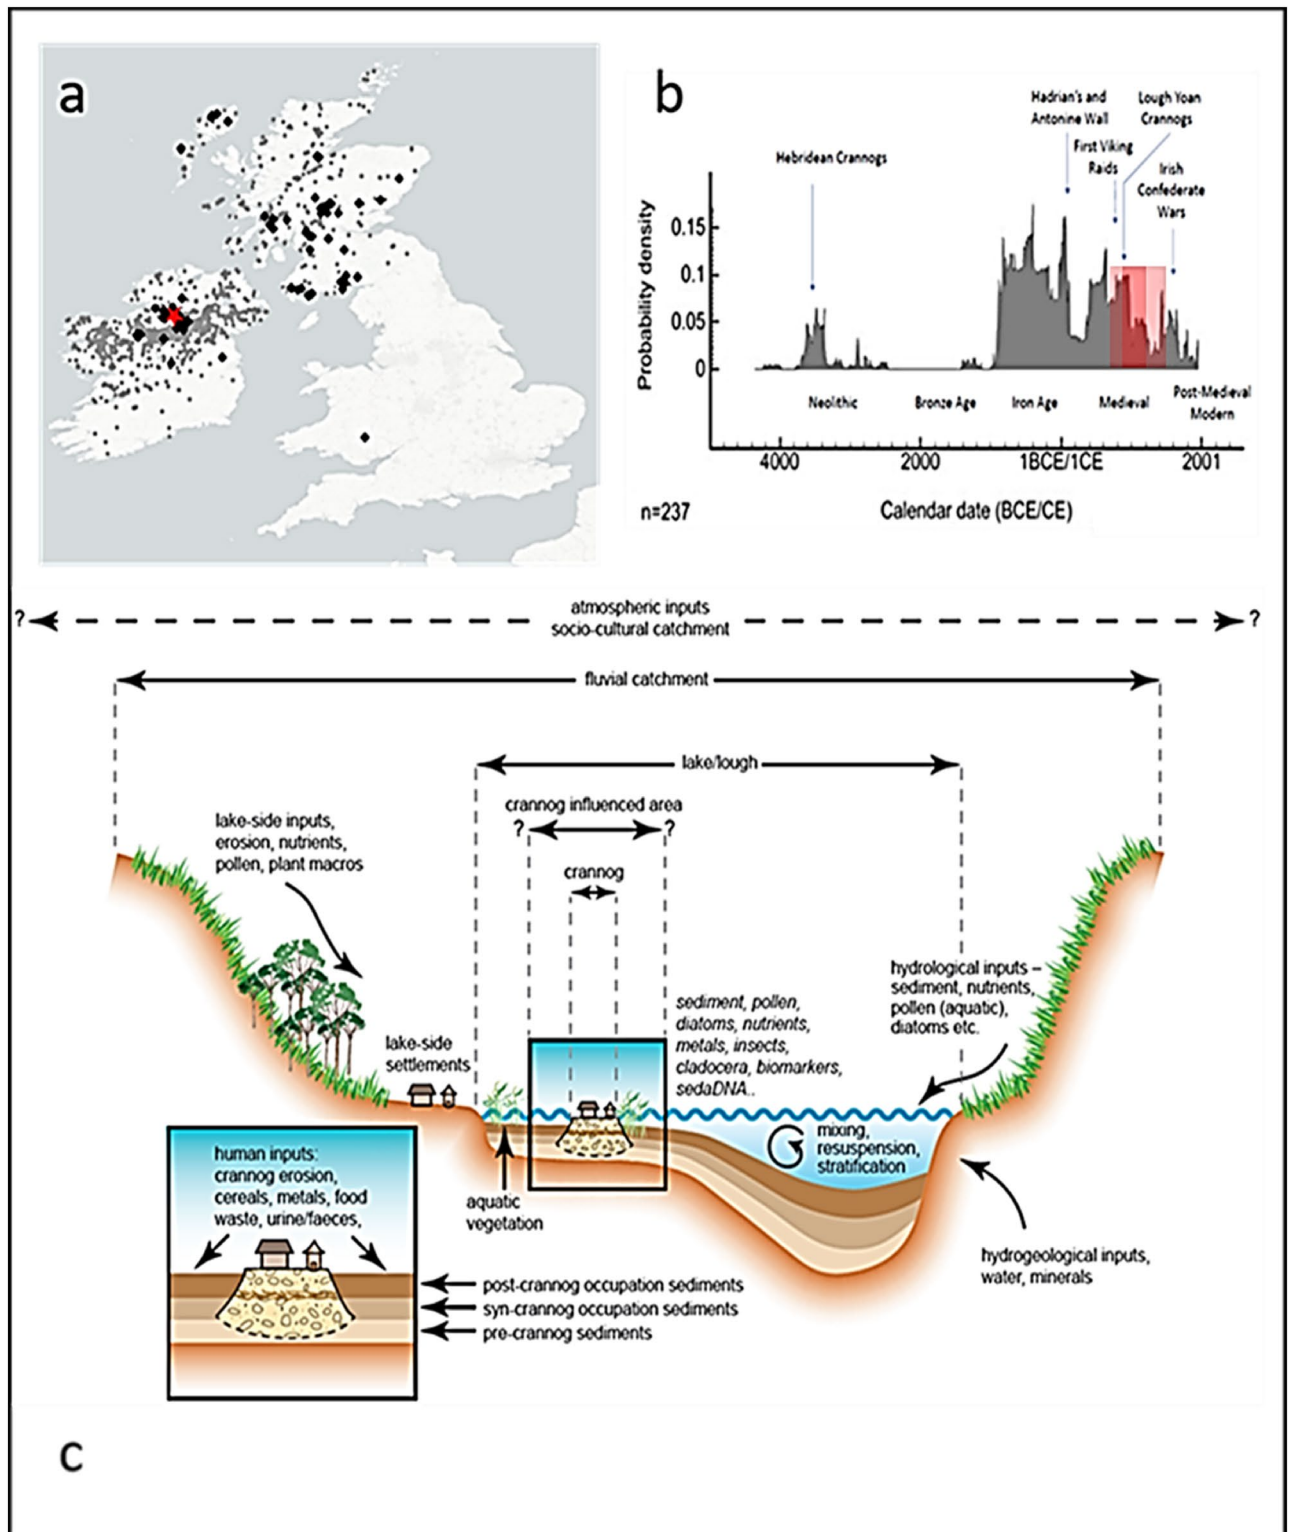 a
b
Hadrian's and
Antonine Wall
Lough Yoan
Crannogs
Hebridean Crannogs
First Viking
Raids
Irish
Confederate
Wars
Probability density
0.15
0.1
0.05
0
Neolithic
Bronze Age
Iron Age
Medieval
Post-Medieval
Modern
4000
2000
1BCE/1CE
2001
n=237
Calendar date (BCE/CE)
? atmospheric inputs ?
socio-cultural catchment
fluvial catchment
lake/lough
crannog influenced area
? ?
crannog
lake-side inputs,
erosion, nutrients,
pollen, plant macros
hydrological inputs –
sediment, nutrients,
pollen (aquatic),
diatoms etc.
sediment, pollen,
diatoms, nutrients,
metals, insects,
cladocera, biomarkers,
sedaDNA..
lake-side
settlements
mixing,
resuspension,
stratification
human inputs:
crannog erosion,
cereals, metals, food
waste, urine/faeces,
aquatic
vegetation
hydrogeological inputs,
water, minerals
post-crannog occupation sediments
syn-crannog occupation sediments
pre-crannog sediments
c